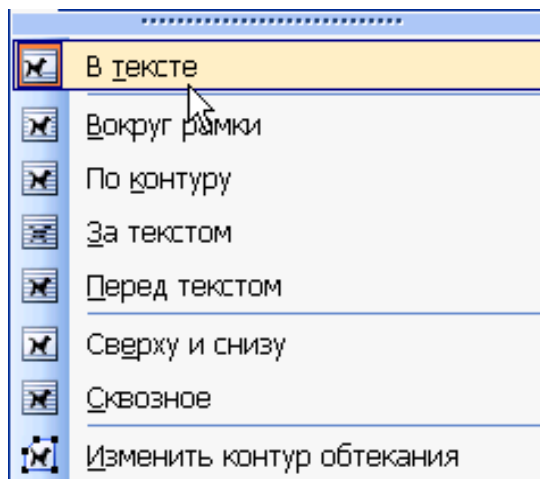 В тексте
Вокруг рамки
По контуру
За текстом
Перед текстом
Сверху и снизу
Сквозное
Изменить контур обтекания